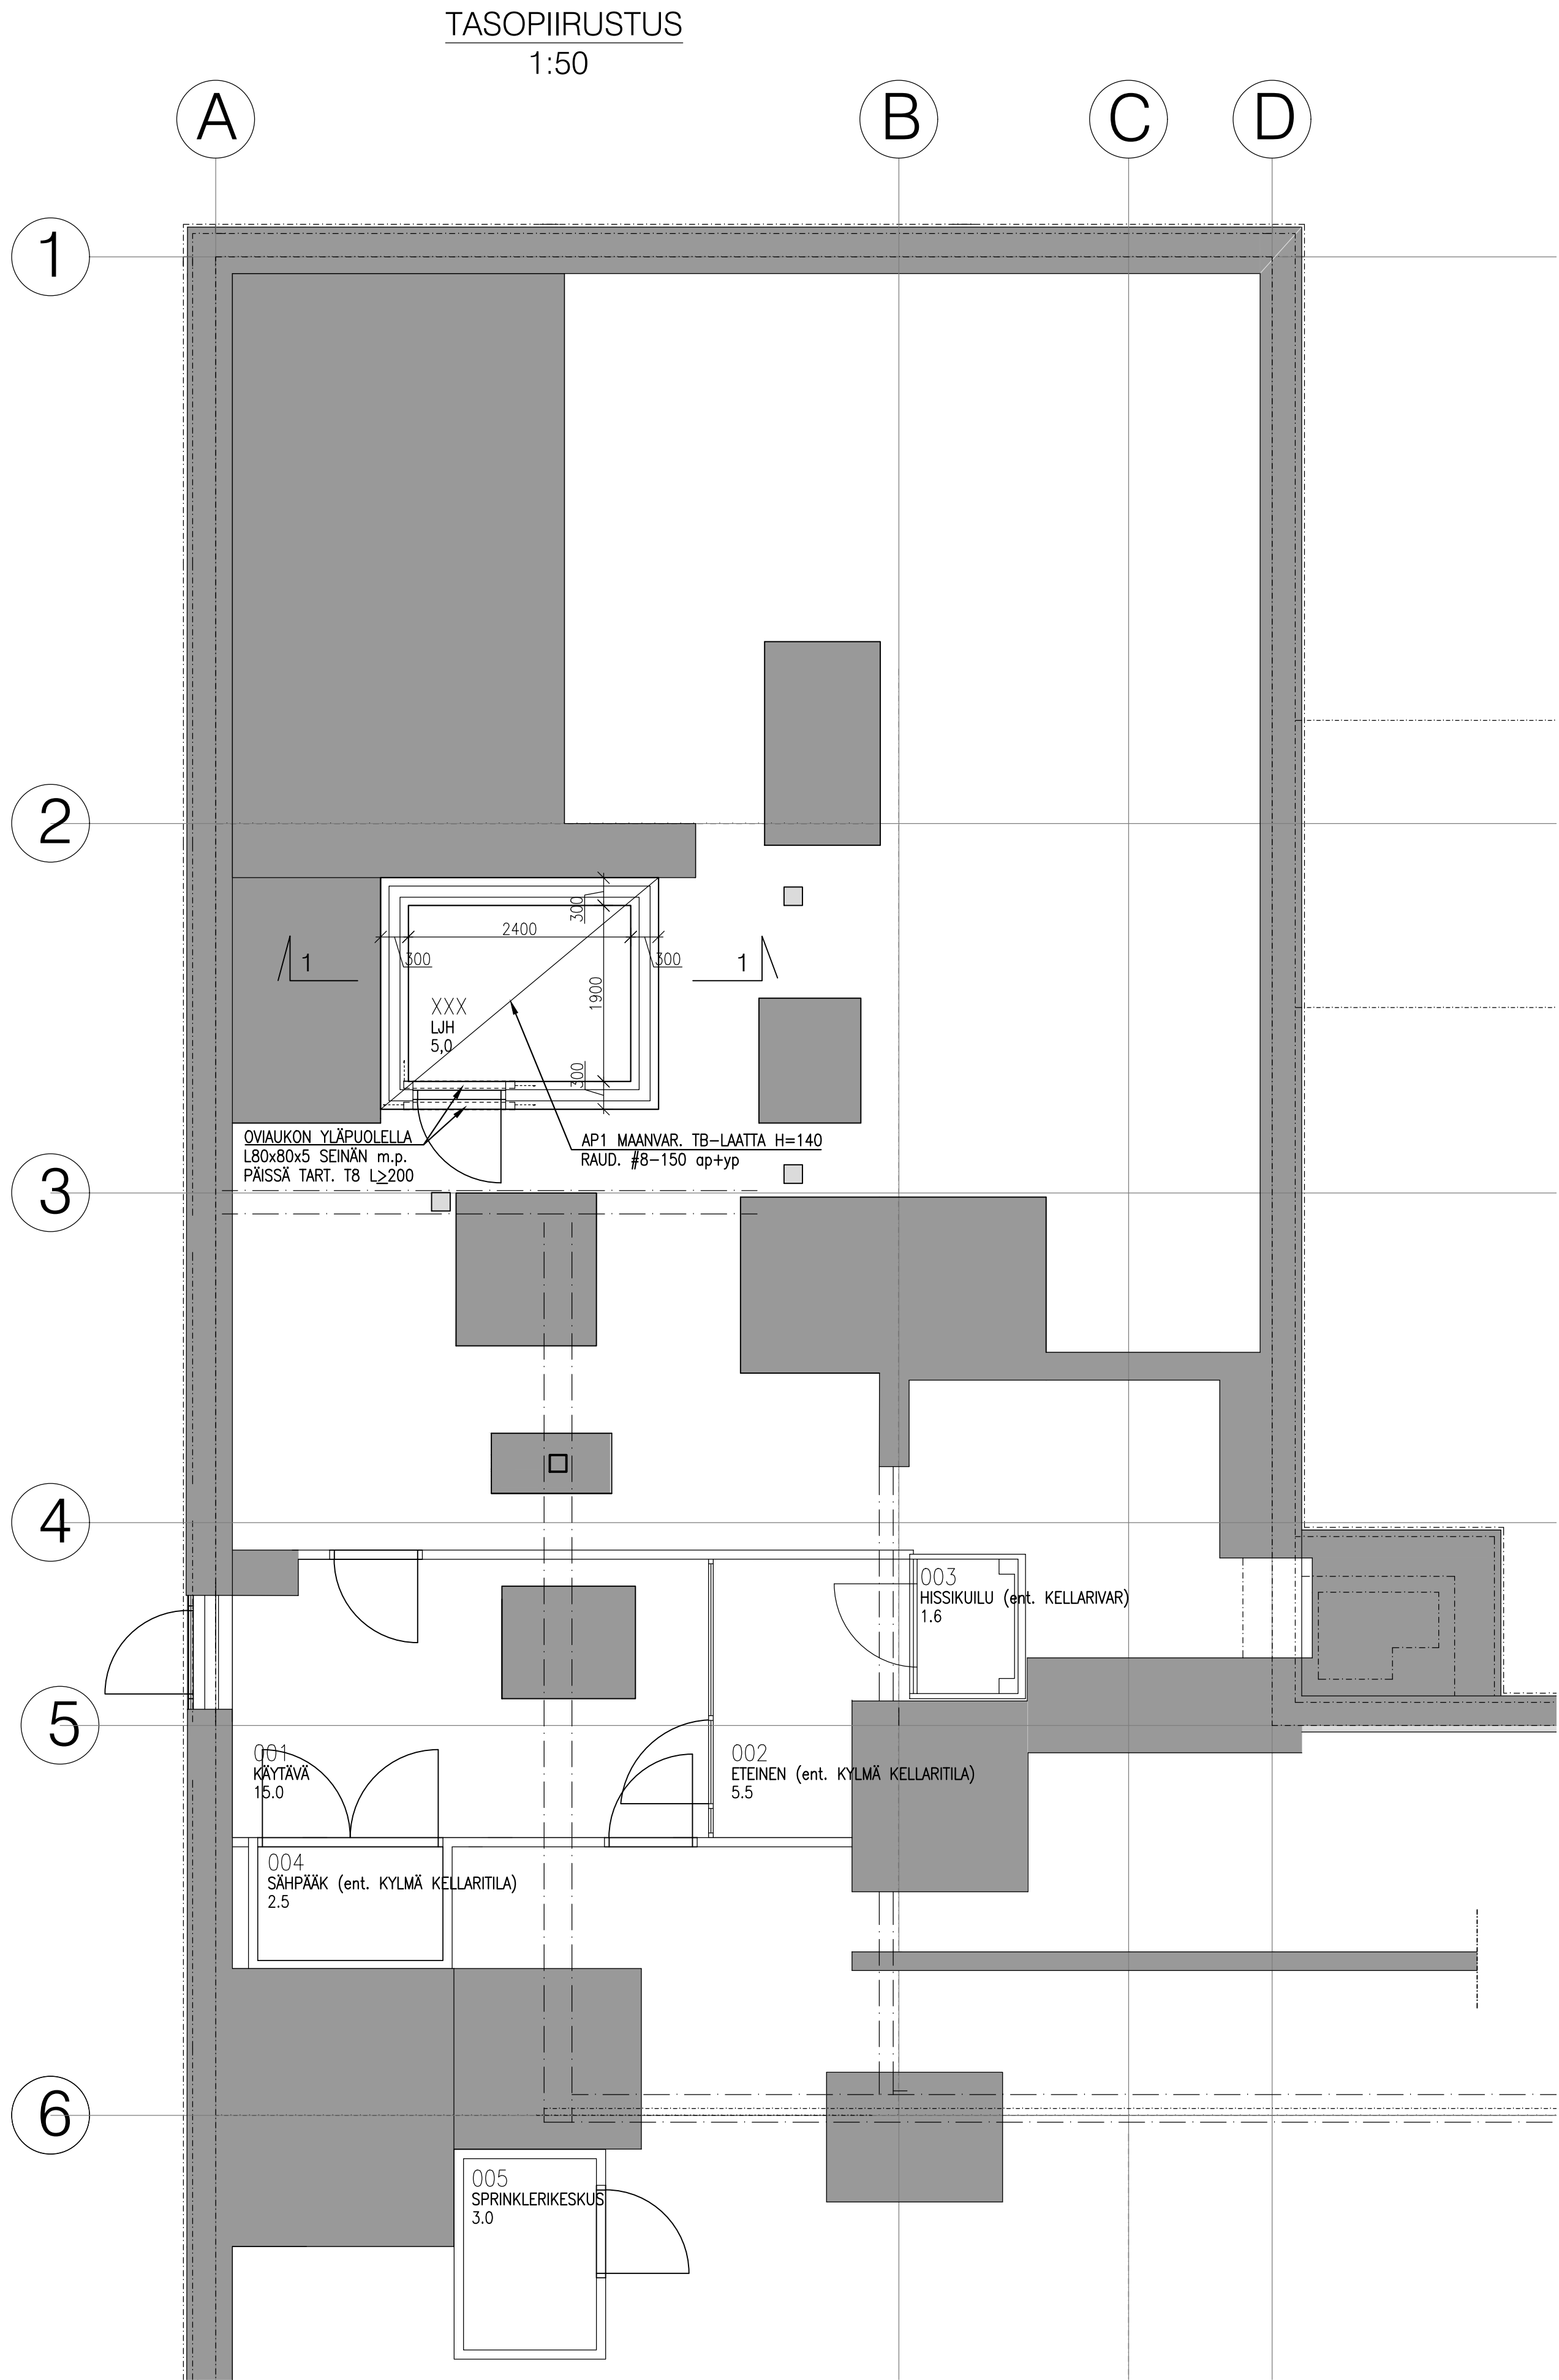 TASOPIIRUSTUS
1:50
A
B
C
D
1
2
300
2400
300
300
1
1
1900
XXX
LJH
5,0
300
OVIAUKON YLÄPUOLELLA
L80x80x5 SEINÄN m.p.
PÄISSÄ TART. T8 L≥200
AP1 MAANVAR. TB-LAATTA H=140
RAUD. #8-150 ap+yp
3
4
003
HISSIKUILU (ent. KELLARIVAR)
1.6
5
001
KÄYTÄVÄ
15.0
002
ETEINEN (ent. KYLMÄ KELLARITILA)
5.5
004
SÄHPÄÄK (ent. KYLMÄ KELLARITILA)
2.5
6
005
SPRINKLERIKESKUS
3.0